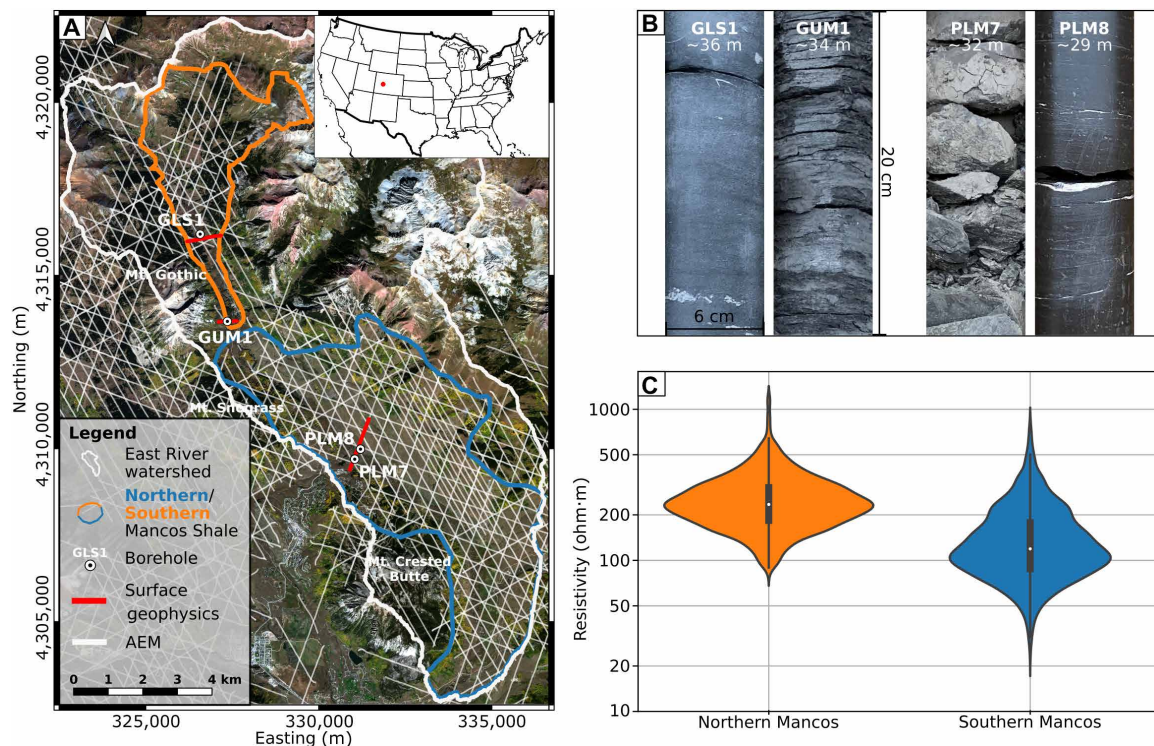 A
4,320,000
4,315,000
4,310,000
4,305,000
Northing (m)
GLS1
Mt. Gothic
GUM1
Mt. Snegrass
PLM8
PLM7
Mt. Crested
Butte
Legend
East River
watershed
Northern/
Southern
Mancos Shale
GLS1
Borehole
Surface
geophysics
AEM
0 1 2 3 4 km
325,000 330,000 335,000
Easting (m)
B
GLS1
~36 m
GUM1
~34 m
PLM7
~32 m
PLM8
~29 m
20 cm
6 cm
C
Resistivity (ohm·m)
1000
500
200
100
50
20
10
Northern Mancos
Southern Mancos